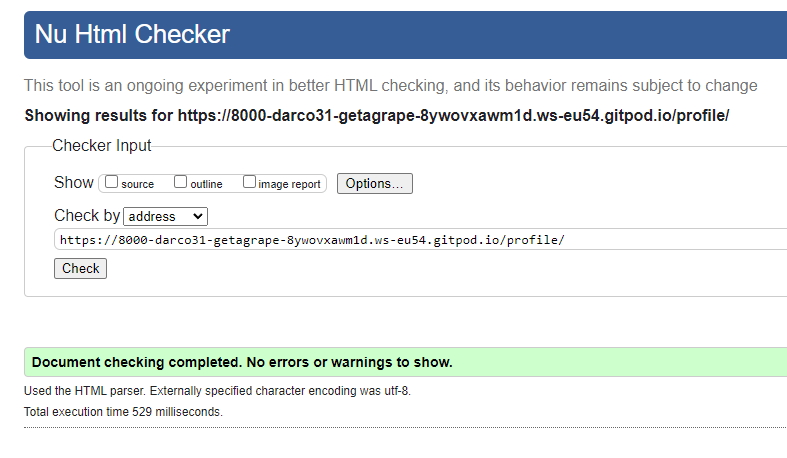 Nu Html Checker
This tool is an ongoing experiment in better HTML checking, and its behavior remains subject to change
Showing results for https://8000-darco31-getagrape-8ywovxawm1d.ws-eu54.gitpod.io/profile/
Checker Input
Show source outline image report Options...
Check by address
https://8000-darco31-getagrape-8ywovxawm1d.ws-eu54.gitpod.io/profile/
Check
Document checking completed. No errors or warnings to show.
Used the HTML parser. Externally specified character encoding was utf-8.
Total execution time 529 milliseconds.